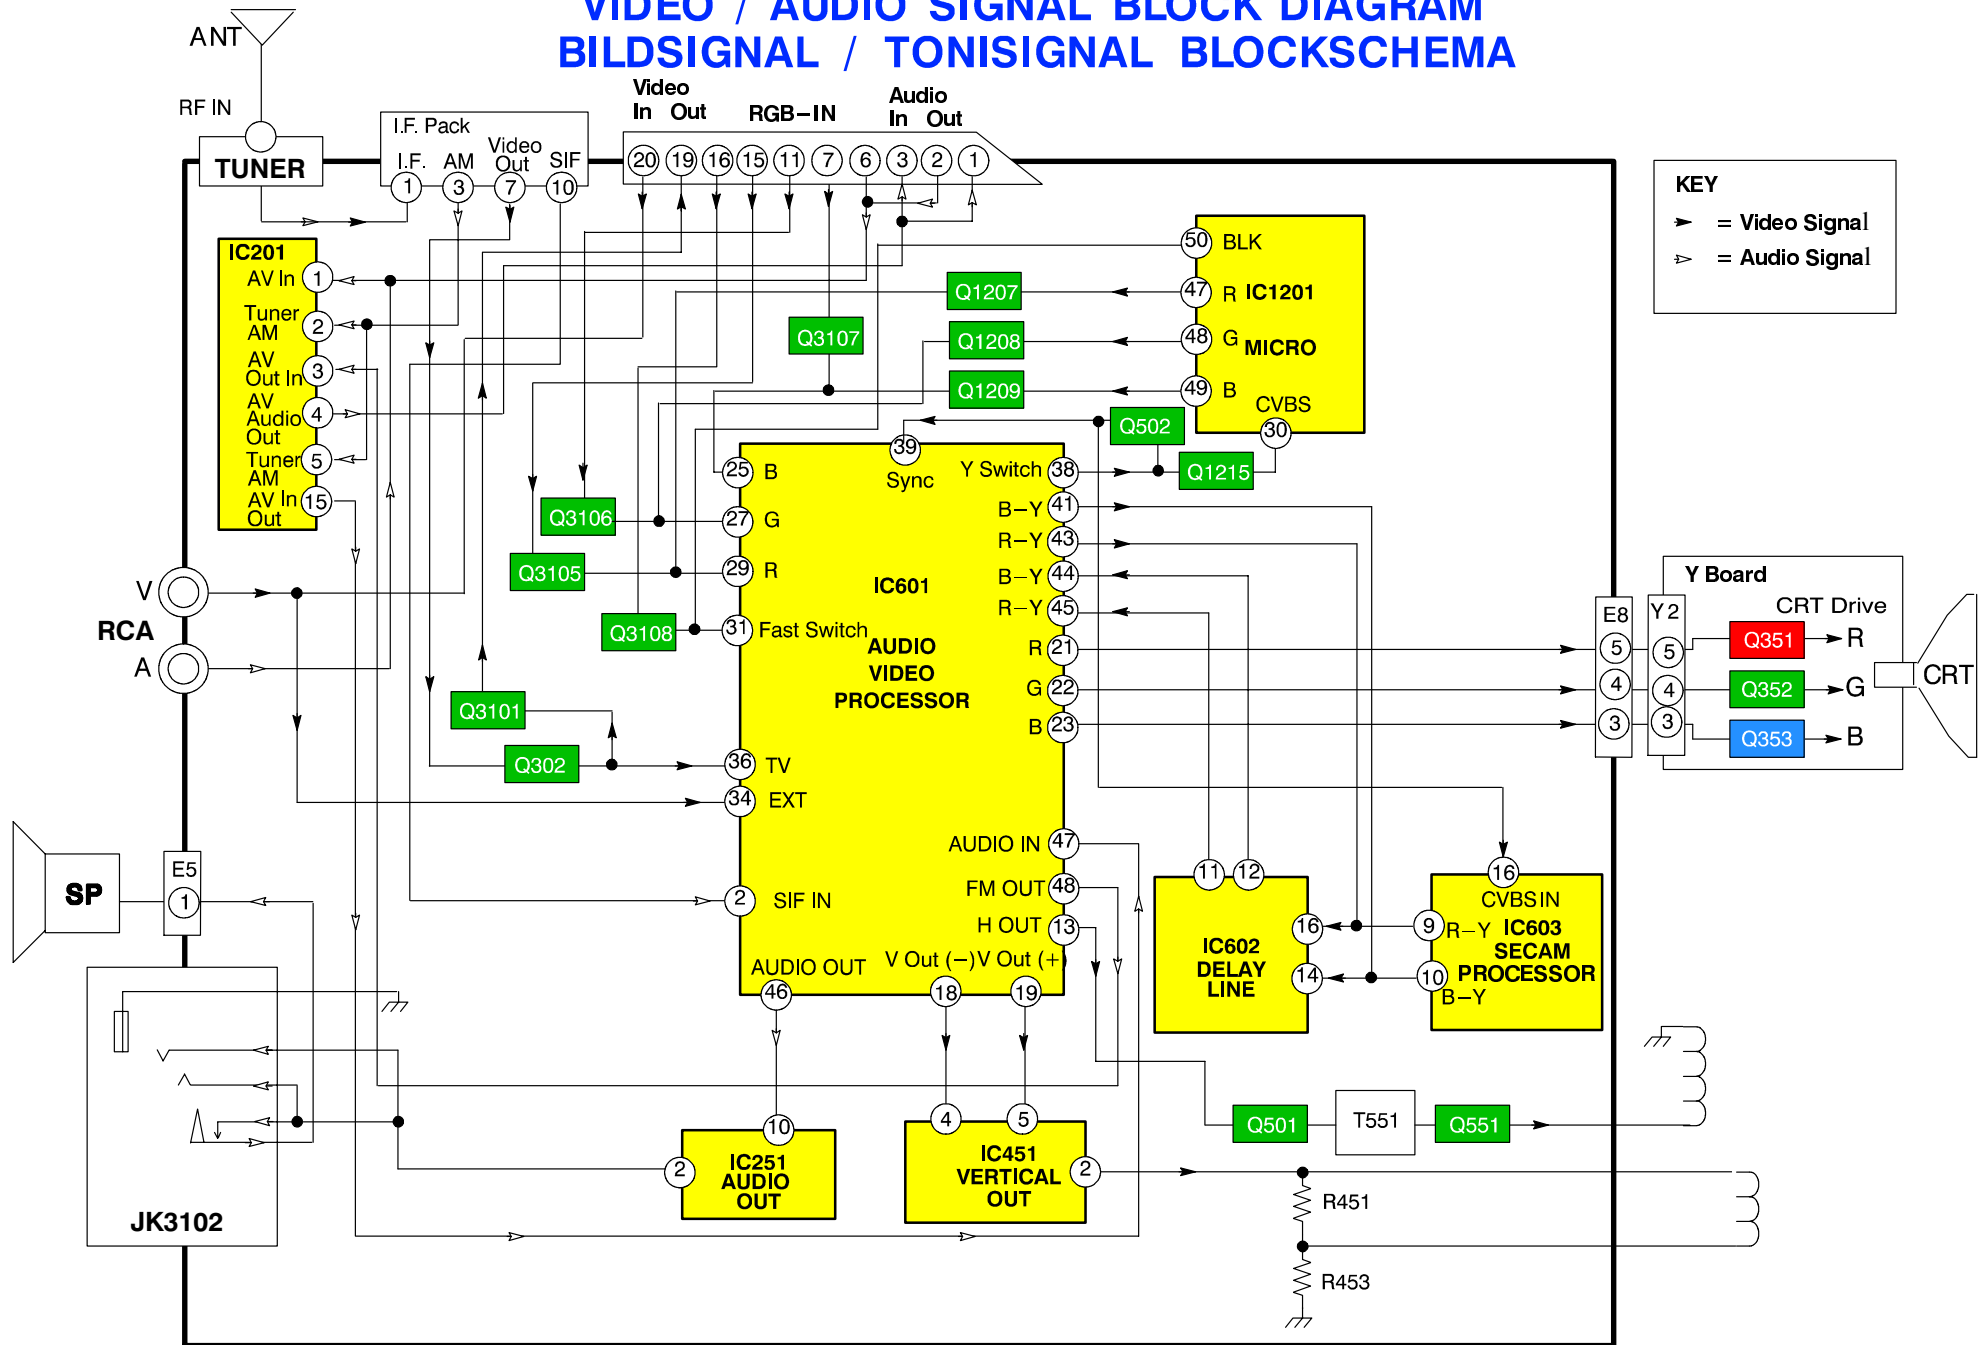 VIDEO / AUDIO SIGNAL BLOCK DIAGRAM
BILDSIGNAL / TONISIGNAL BLOCKSCHEMA
ANT
RF IN
TUNER
I.F. Pack
I.F. AM Video Out SIF
1 3 7 10
Video
In Out
RGB-IN
Audio
In Out
20 19 16 15 11 7 6 3 2 1
KEY
= Video Signal
= Audio Signal
IC201
AV In 1
Tuner
AM 2
AV
Out In 3
AV
Audio 4
Out
Tuner 5
AM
AV In 15
Out
50 BLK
47 R IC1201
48 G MICRO
49 B
CVBS
30
Q1207
Q1208
Q1209
Q3107
Q502
Q1215
Q3106
Q3105
Q3108
Q3101
Q302
39
Sync
25 B
27 G
29 R
31 Fast Switch
36 TV
34 EXT
2 SIF IN
IC601
AUDIO
VIDEO
PROCESSOR
Y Switch 38
B-Y 41
R-Y 43
B-Y 44
R-Y 45
R 21
G 22
B 23
AUDIO IN 47
FM OUT 48
H OUT 13
AUDIO OUT
V Out (-) V Out (+)
46 18 19
V
RCA
A
SP
E5
1
JK3102
E8
5
4
3
Y2
5
4
3
Y Board
CRT Drive
Q351 R
Q352 G
Q353 B
CRT
11 12
16
14
IC602
DELAY
LINE
16
CVBS IN
9 R-Y
10
B-Y
IC603
SECAM
PROCESSOR
10
2
IC251
AUDIO
OUT
4 5
2
IC451
VERTICAL
OUT
Q501
T551
Q551
R451
R453